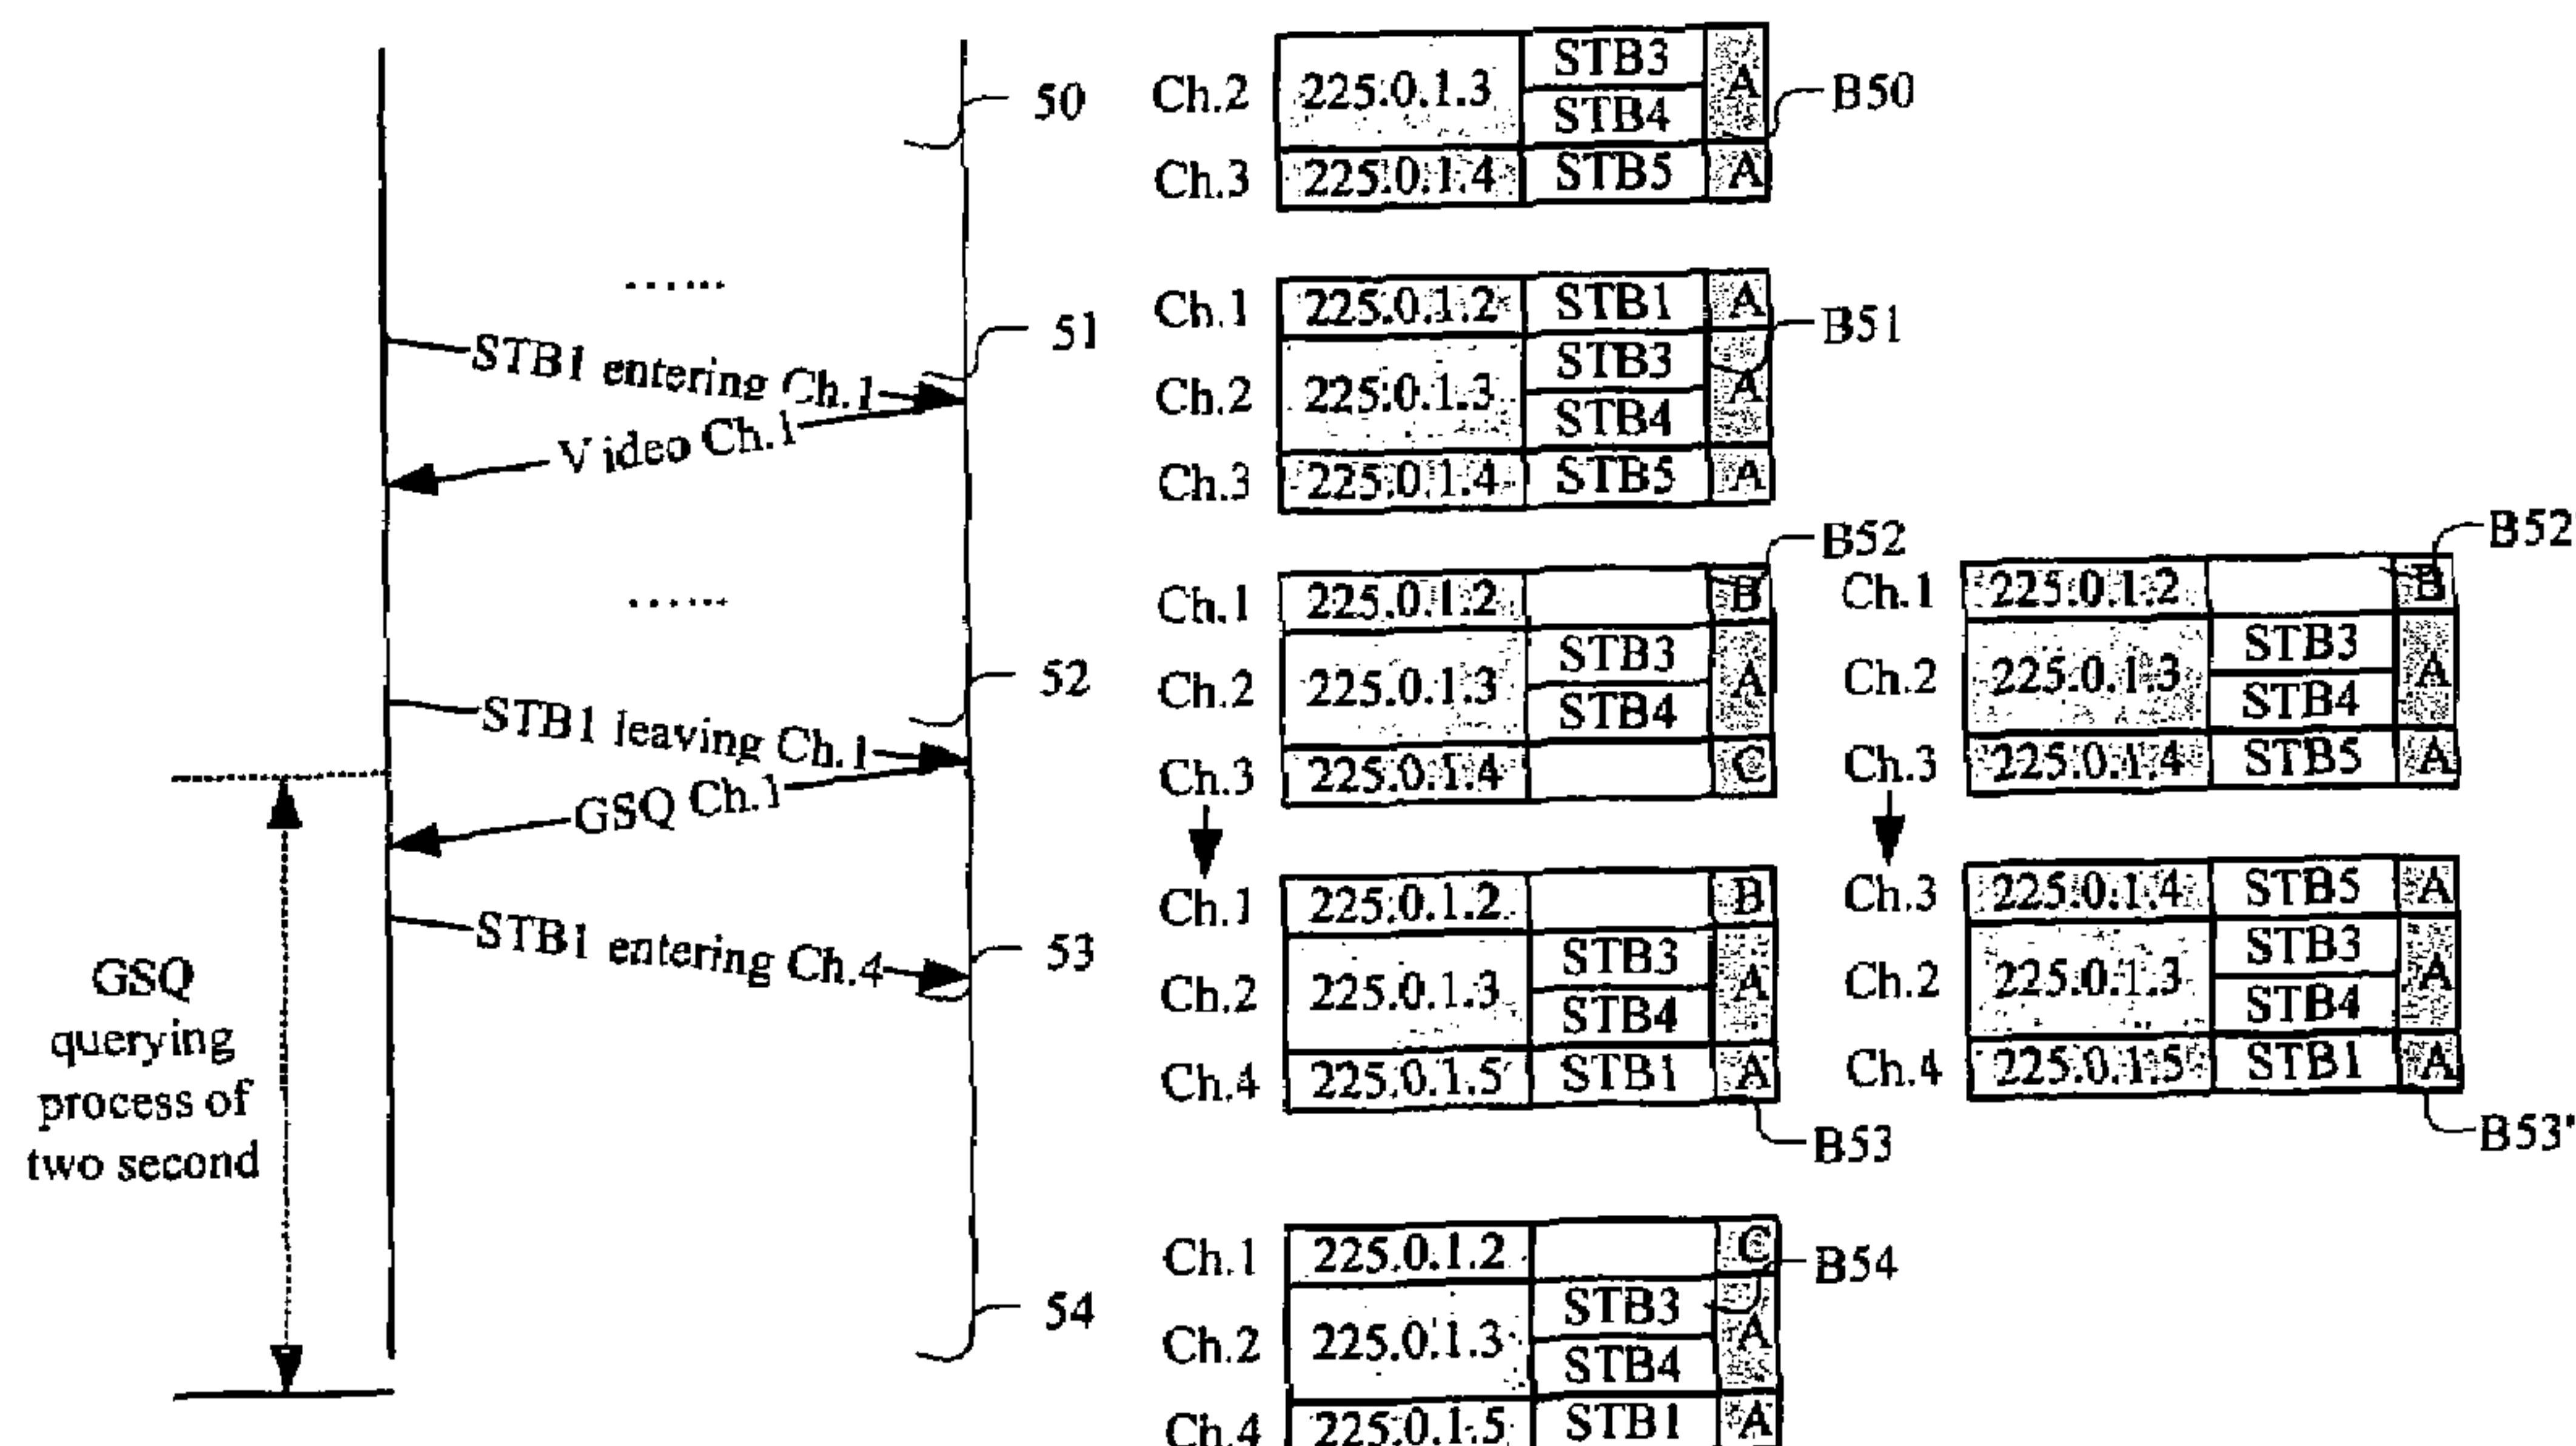 50
......
STB1 entering Ch.1
51
Video Ch.1
......
52
STB1 leaving Ch.1
GSQ Ch.1
STB1 entering Ch.4
53
GSQ
querying
process of
two second
54
Ch.2 225.0.1.3 STB3 A
STB4
B50
Ch.3 225.0.1.4 STB5 A
Ch.1 225.0.1.2 STB1 A
B51
Ch.2 225.0.1.3 STB3 A
STB4
Ch.3 225.0.1.4 STB5 A
B52
Ch.1 225.0.1.2 B
Ch.2 225.0.1.3 STB3 A
STB4
Ch.3 225.0.1.4 C
Ch.1 225.0.1.2 B
Ch.2 225.0.1.3 STB3 A
STB4
Ch.4 225.0.1.5 STB1 A
B53
B52
Ch.1 225.0.1.2 B
Ch.2 225.0.1.3 STB3 A
STB4
Ch.3 225.0.1.4 STB5 A
Ch.3 225.0.1.4 STB5 A
Ch.2 225.0.1.3 STB3 A
STB4
Ch.4 225.0.1.5 STB1 A
B53'
Ch.1 225.0.1.2 C
B54
Ch.2 225.0.1.3 STB3 A
STB4
Ch.4 225.0.1.5 STB1 A